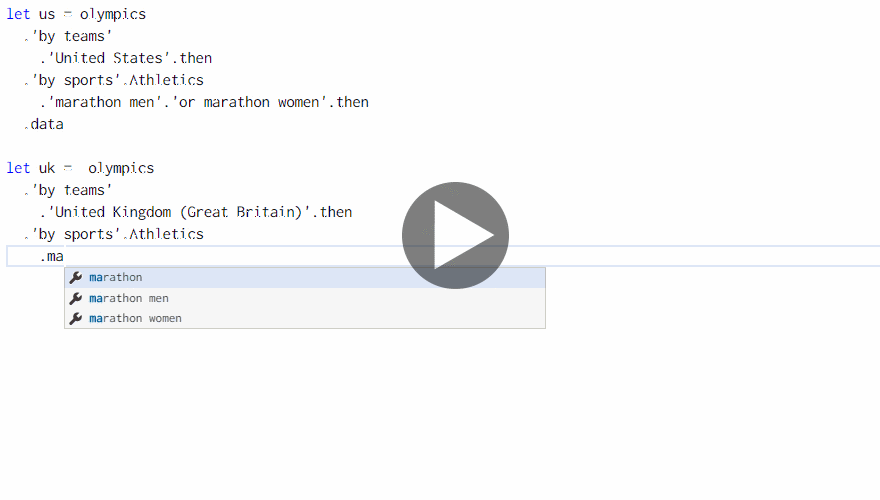 let us = olympics
.'by teams'
.'United States'.then
.'by sports'.Athletics
.'marathon men'.'or marathon women'.then
.data
let uk =  olympics
.'by teams'
.'United Kingdom (Great Britain)'.then
.'by sports'.Athletics
.ma
marathon
marathon men
marathon women